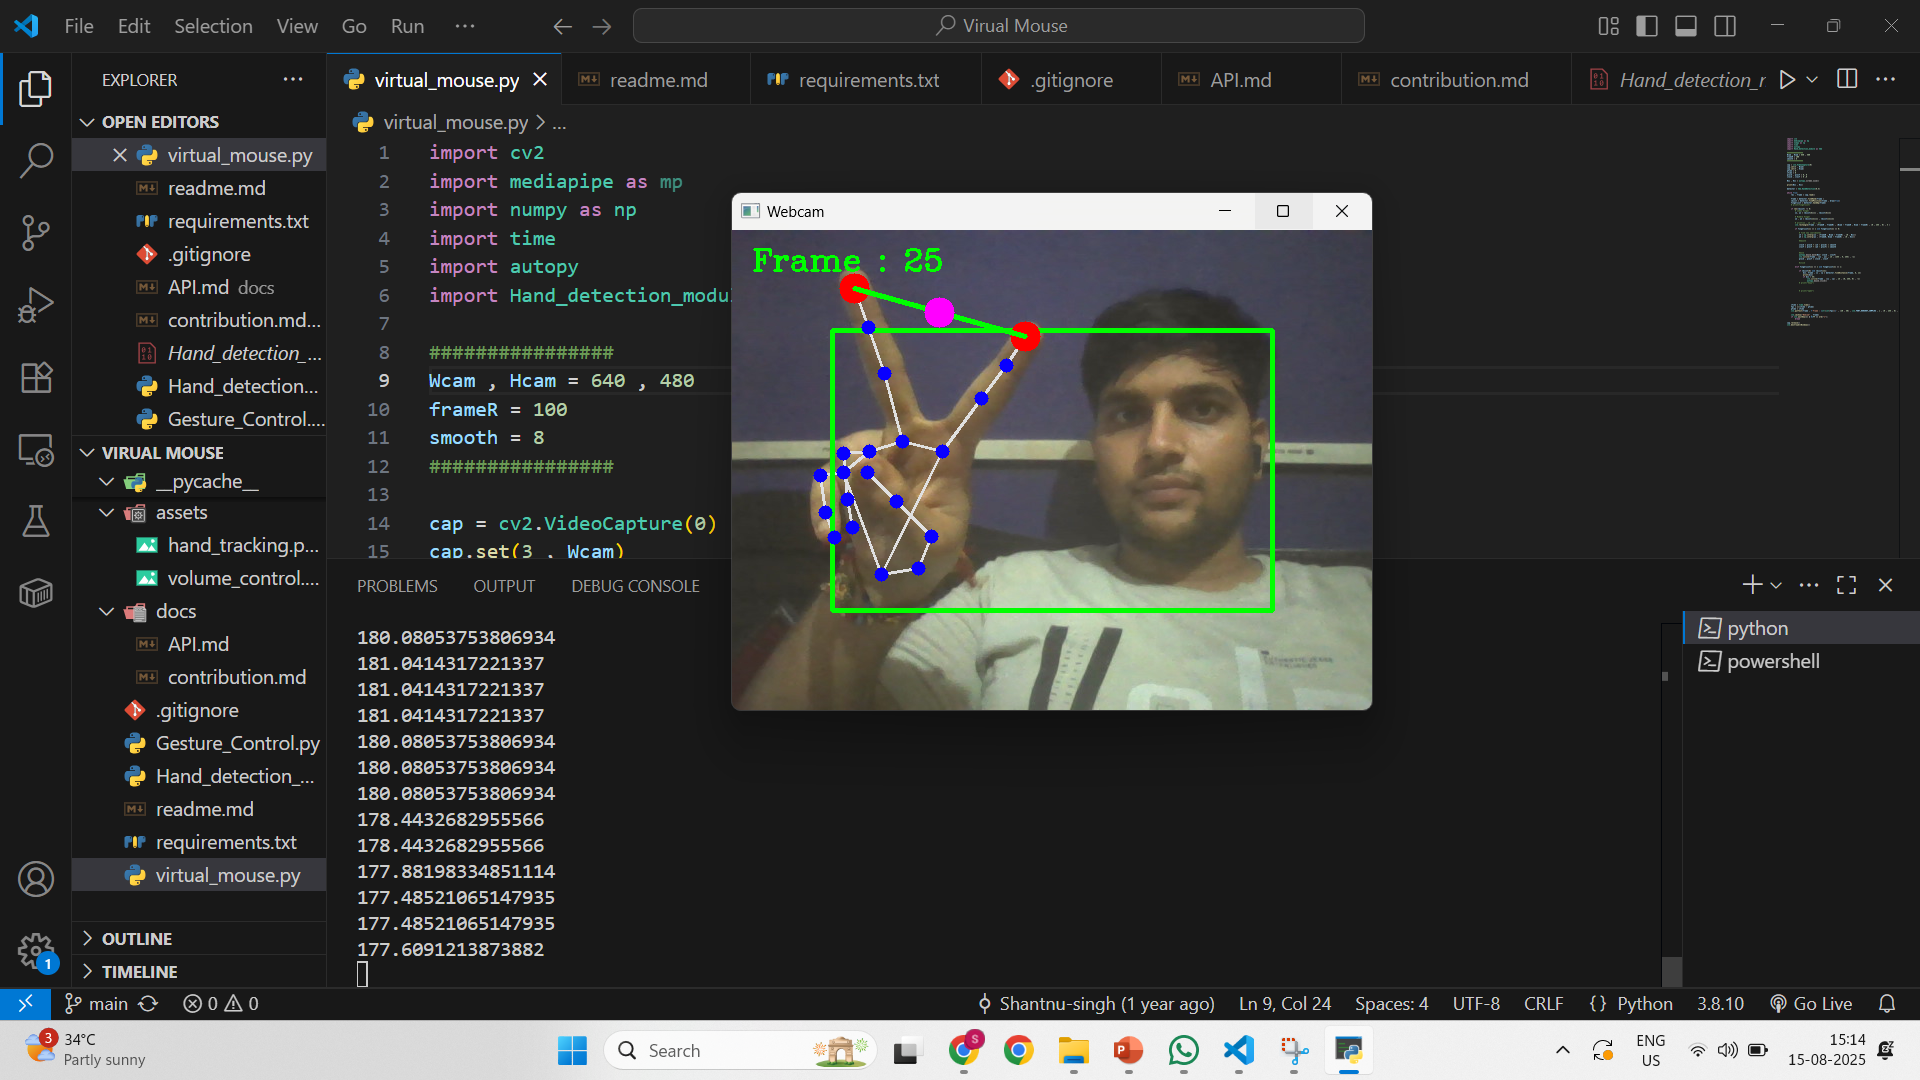 File Edit Selection View Go Run ...
Virual Mouse
EXPLORER ...
OPEN EDITORS
virtual_mouse.py
readme.md
requirements.txt
.gitignore
API.md docs
contribution.md...
Hand_detection_...
Hand_detection...
Gesture_Control....
VIRUAL MOUSE
__pycache__
assets
hand_tracking.p...
volume_control....
docs
API.md
contribution.md
.gitignore
Gesture_Control.py
Hand_detection_...
readme.md
requirements.txt
virtual_mouse.py
OUTLINE
TIMELINE
1
virtual_mouse.py readme.md requirements.txt .gitignore API.md contribution.md Hand_detection_r
virtual_mouse.py > ...
1 import cv2
2 import mediapipe as mp
3 import numpy as np
4 import time
5 import autopy
6 import Hand_detection_modu
7
8 ################
9 Wcam , Hcam = 640 , 480
10 frameR = 100
11 smooth = 8
12 ################
13
14 cap = cv2.VideoCapture(0)
15 cap.set(3 , Wcam)
Webcam
Frame : 25
PROBLEMS OUTPUT DEBUG CONSOLE
180.08053753806934
181.0414317221337
181.0414317221337
181.0414317221337
180.08053753806934
180.08053753806934
180.08053753806934
178.4432682955566
178.4432682955566
177.88198334851114
177.48521065147935
177.48521065147935
177.6091213873882
python
powershell
main 0 0 Shantnu-singh (1 year ago) Ln 9, Col 24 Spaces: 4 UTF-8 CRLF {} Python 3.8.10 Go Live
3 34°C
Partly sunny
Search
S
ENG
US
15:14
15-08-2025